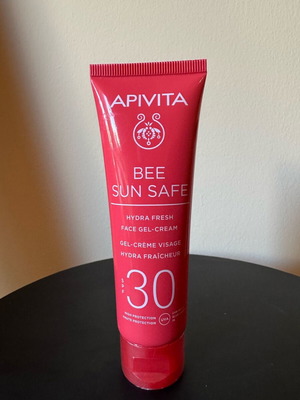 APIVITA
BEE
SUN SAFE
HYDRA FRESH
FACE GEL-CREAM
GEL-CRÈME VISAGE
HYDRA FRAÎCHEUR
SPF 30
HIGH PROTECTION
HAUTE PROTECTION
UVA